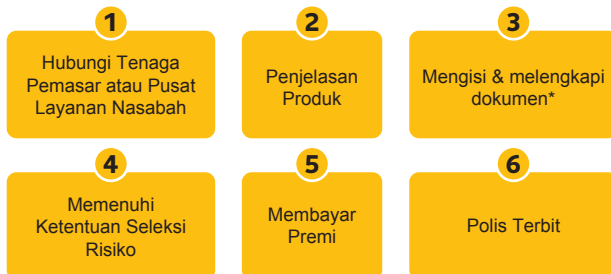 1
Hubungi Tenaga
Pemasar atau Pusat
Layanan Nasabah
2
Penjelasan
Produk
3
Mengisi & melengkapi
dokumen*
4
Memenuhi
Ketentuan Seleksi
Risiko
5
Membayar
Premi
6
Polis Terbit